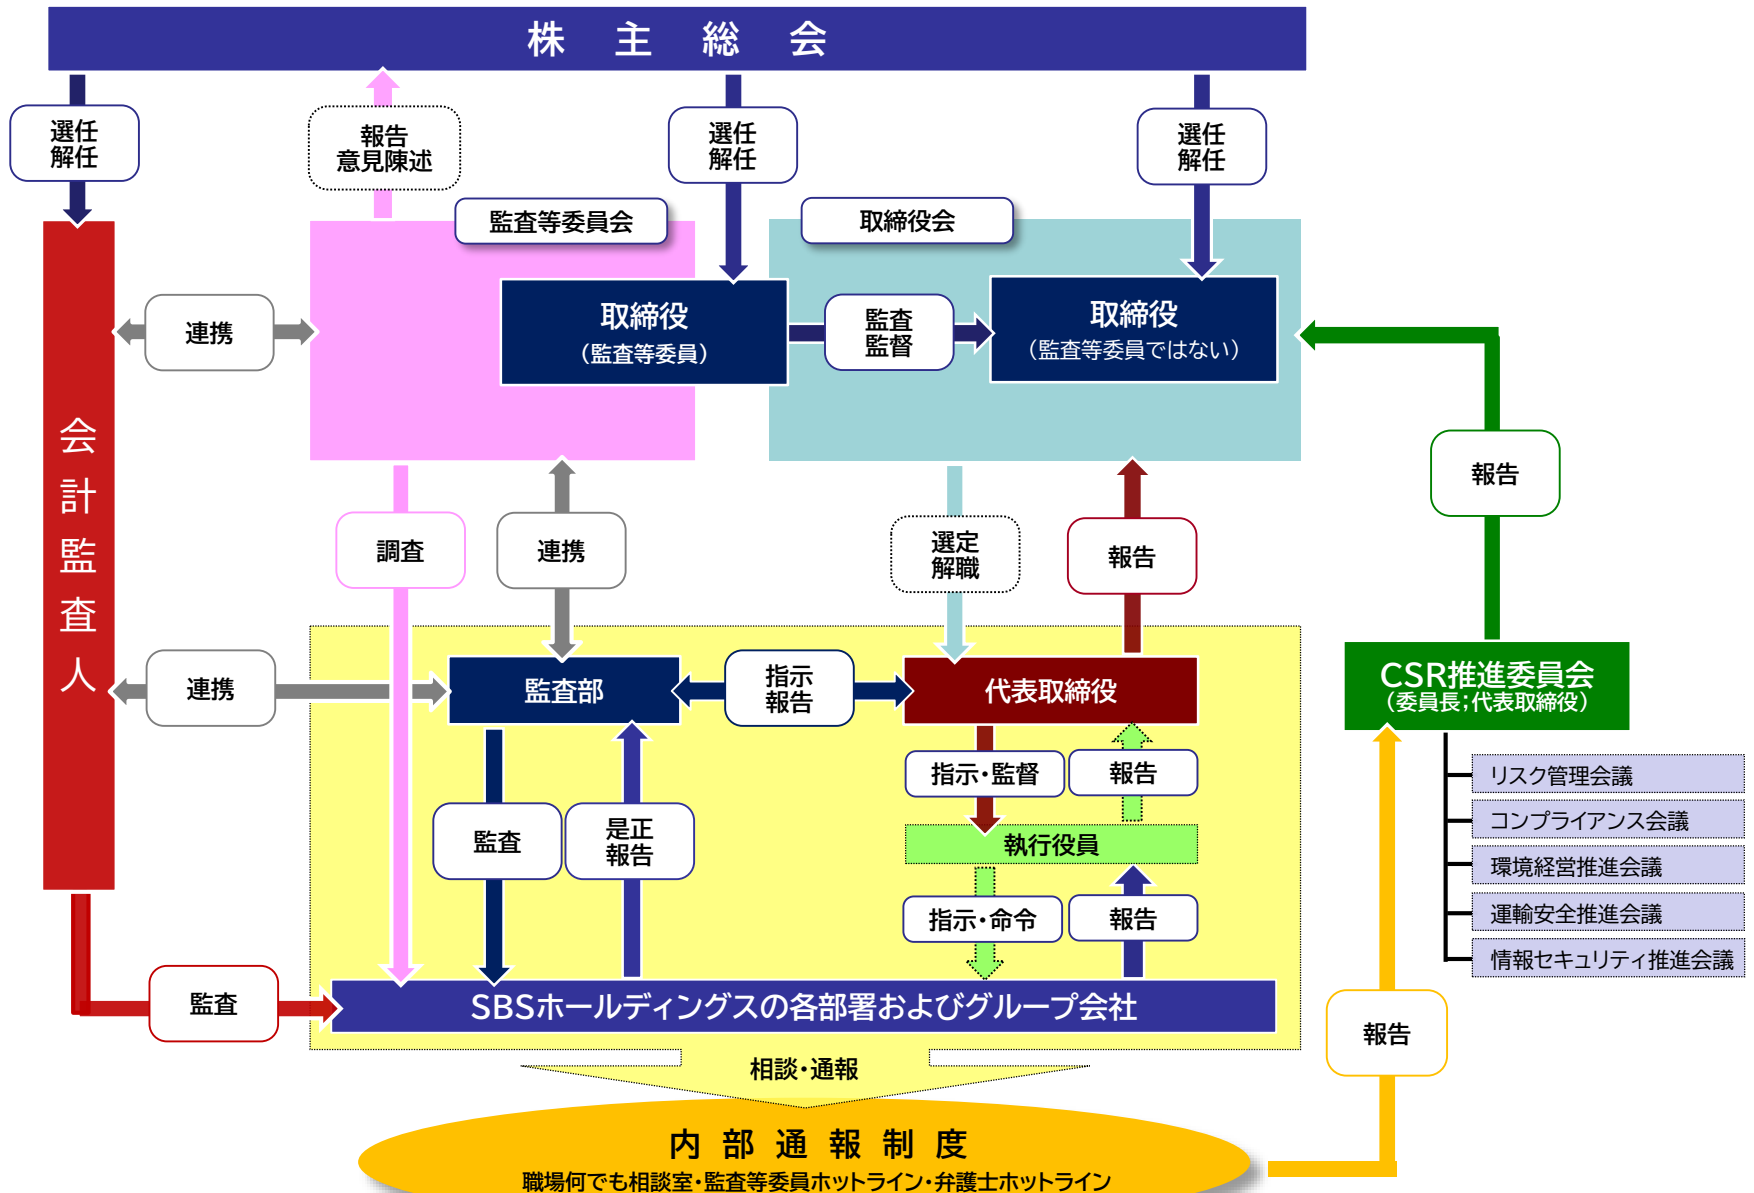 株主総会
選任
解任
報告
意見陳述
選任
解任
選任
解任
監査等委員会
取締役会
取締役
（監査等委員）
監査
監督
取締役
（監査等委員ではない）
連携
会計監査人
報告
調査
連携
選定
解職
報告
連携
監査部
指示
報告
代表取締役
CSR推進委員会
（委員長；代表取締役）
指示・監督
報告
リスク管理会議
コンプライアンス会議
環境経営推進会議
運輸安全推進会議
情報セキュリティ推進会議
監査
是正
報告
執行役員
指示・命令
報告
監査
SBSホールディングスの各部署およびグループ会社
報告
相談・通報
内部通報制度
職場何でも相談室・監査等委員ホットライン・弁護士ホットライン